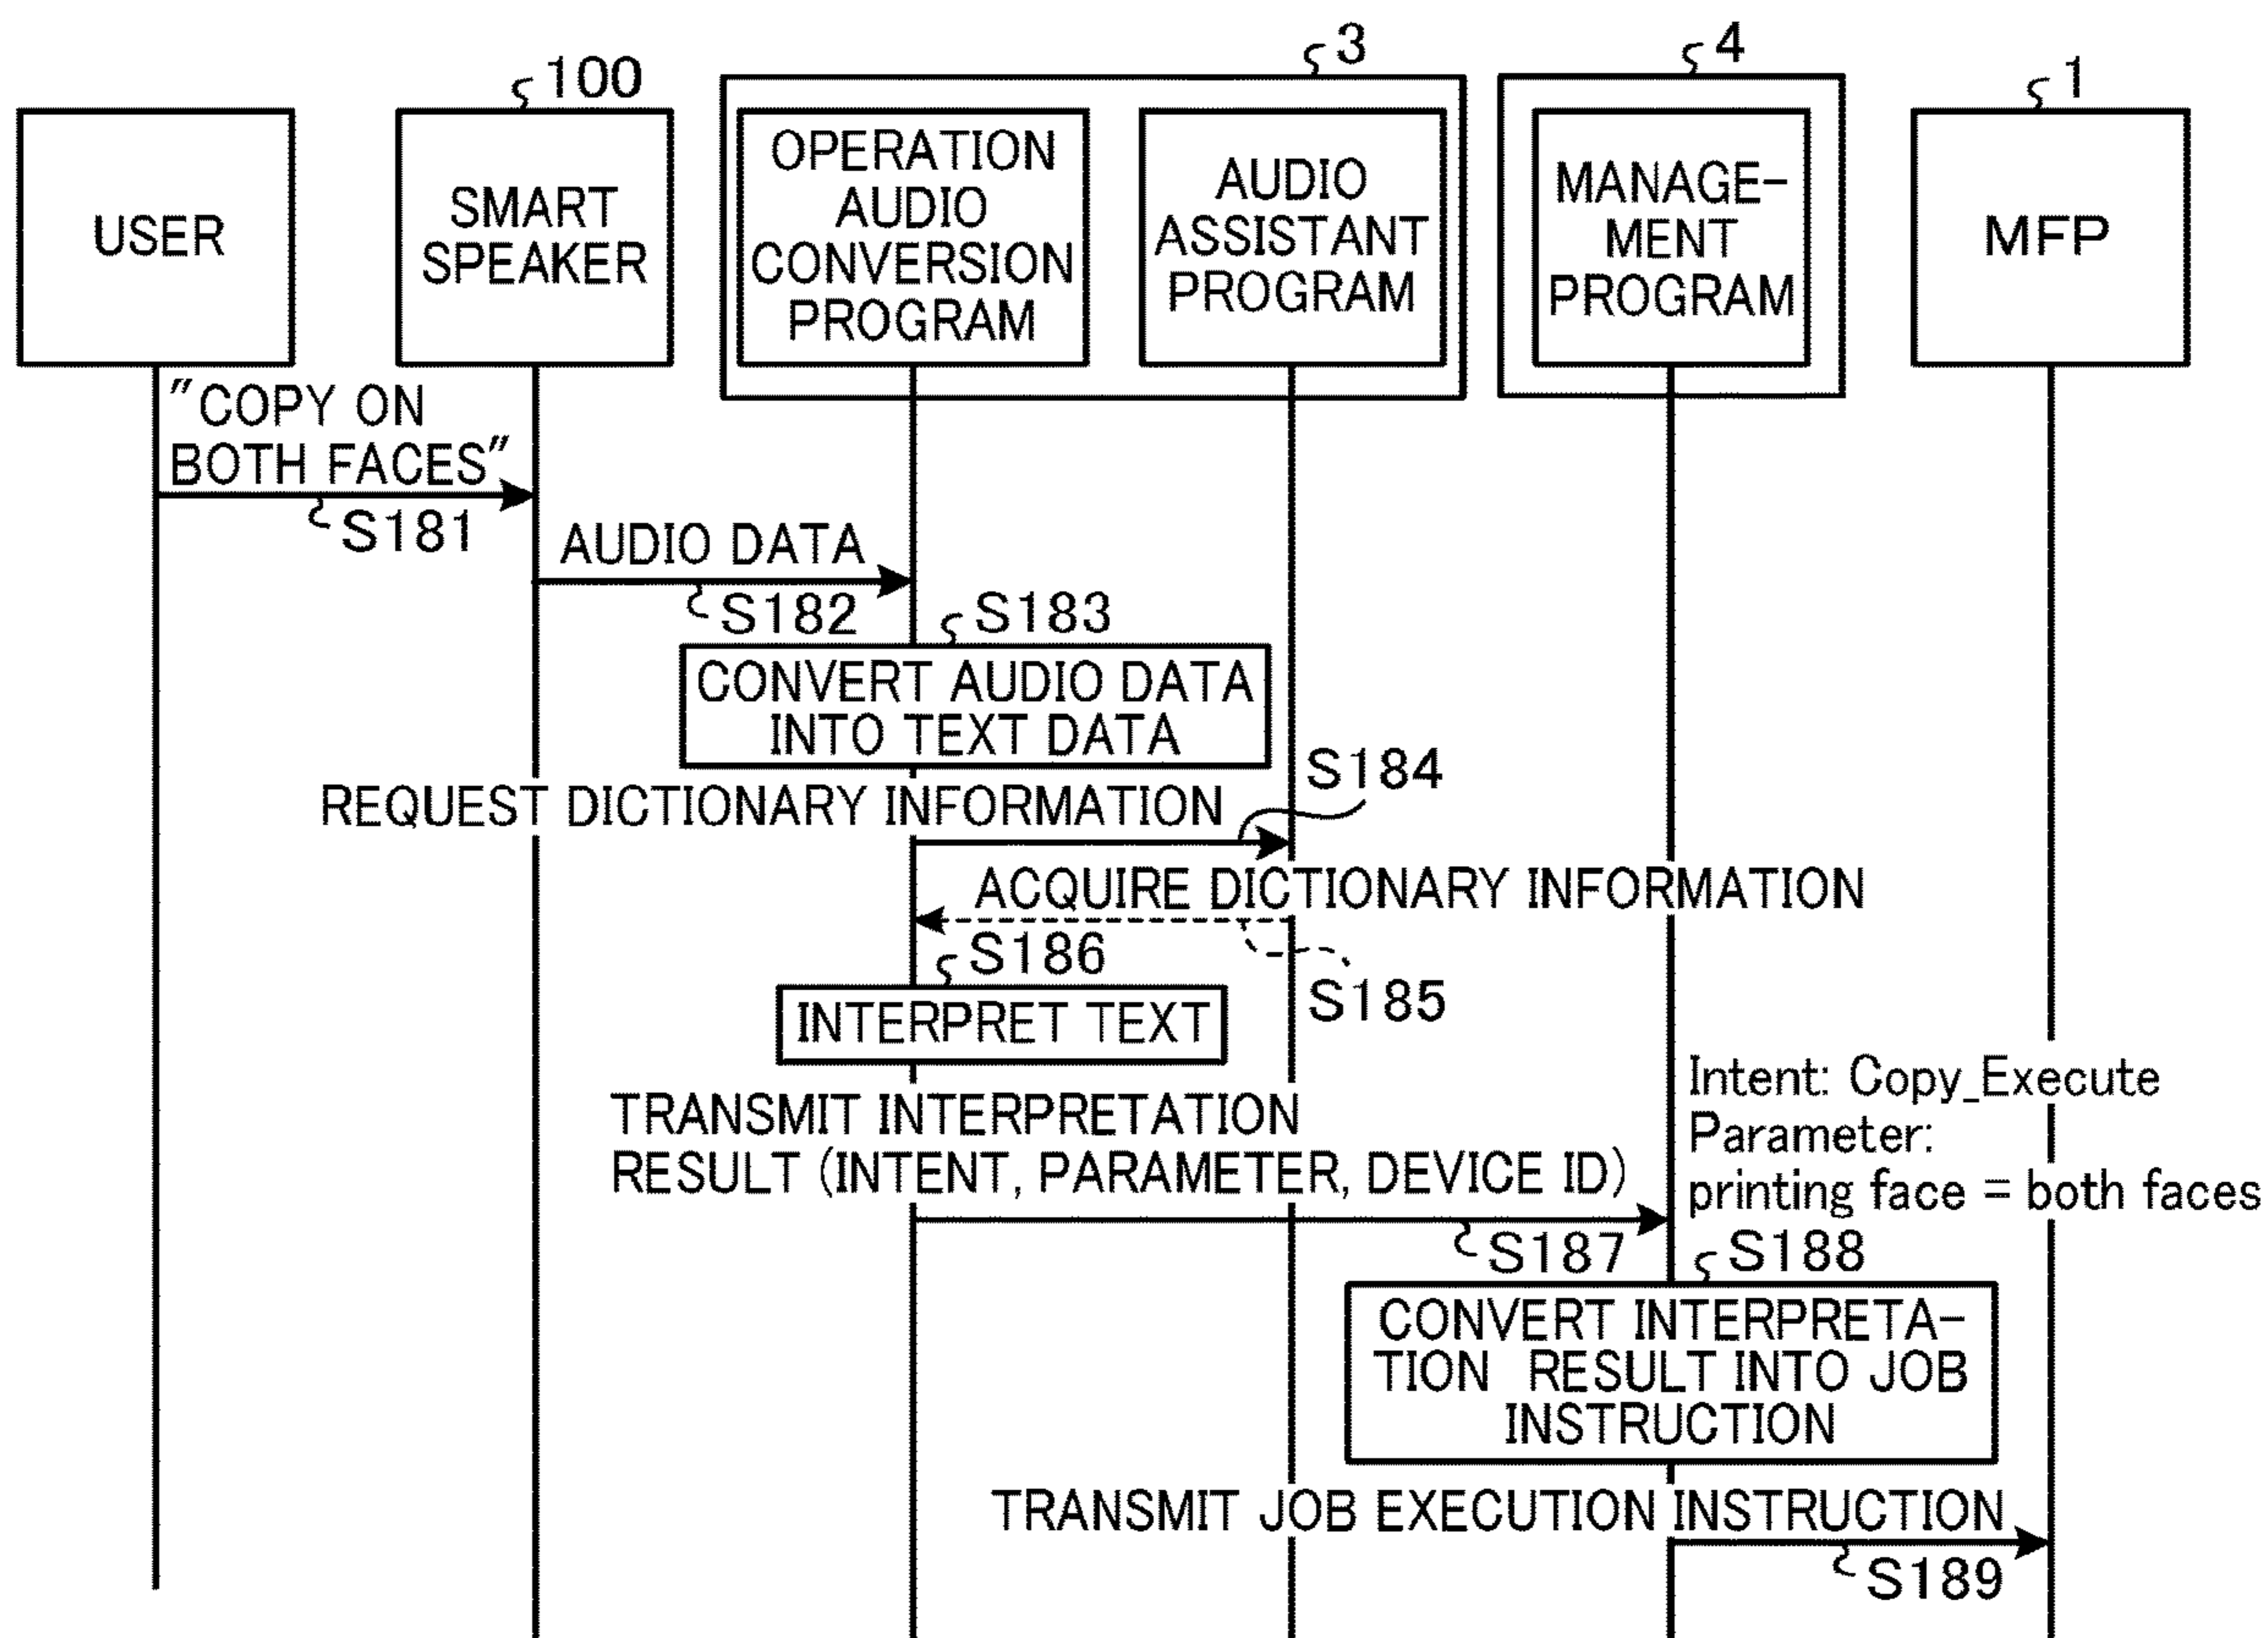 3
4
100
1
USER
SMART
SPEAKER
OPERATION
AUDIO
CONVERSION
PROGRAM
AUDIO
ASSISTANT
PROGRAM
MANAGE-
MENT
PROGRAM
MFP
"COPY ON
BOTH FACES"
S181
AUDIO DATA
S182
S183
CONVERT AUDIO DATA
INTO TEXT DATA
S184
REQUEST DICTIONARY INFORMATION
ACQUIRE DICTIONARY INFORMATION
S186
S185
INTERPRET TEXT
TRANSMIT INTERPRETATION
RESULT (INTENT, PARAMETER, DEVICE ID)
Intent: Copy_Execute
Parameter:
printing face = both faces
S187
S188
CONVERT INTERPRETA-
TION RESULT INTO JOB
INSTRUCTION
TRANSMIT JOB EXECUTION INSTRUCTION
S189